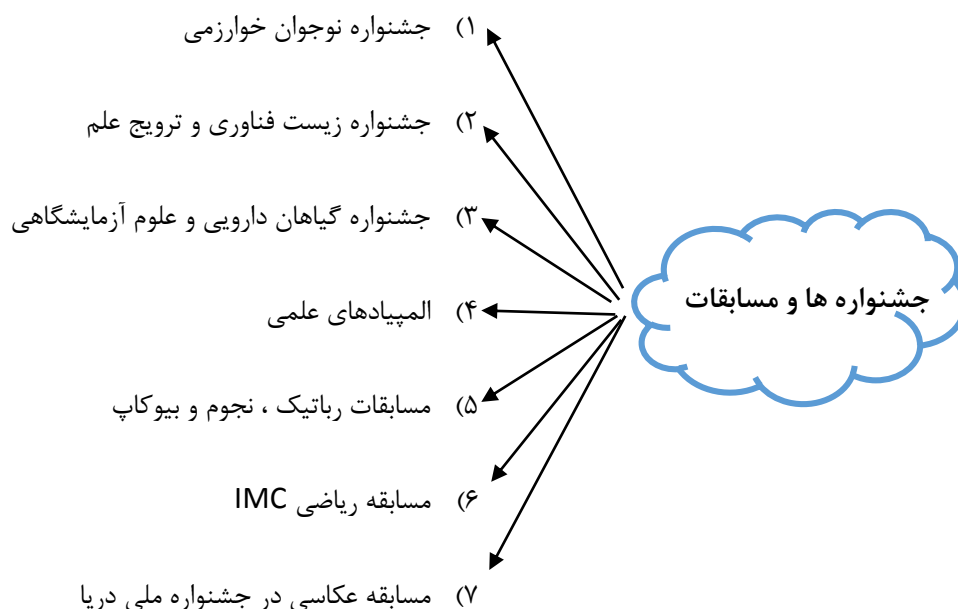 جشنواره ها و مسابقات
۱) جشنواره نوجوان خوارزمی
۲) جشنواره زیست فناوری و ترویج علم
۳) جشنواره گیاهان دارویی و علوم آزمایشگاهی
۴) المپیادهای علمی
۵) مسابقات رباتیک ، نجوم و بیوکاپ
۶) مسابقه ریاضی IMC
۷) مسابقه عکاسی در جشنواره ملی دریا